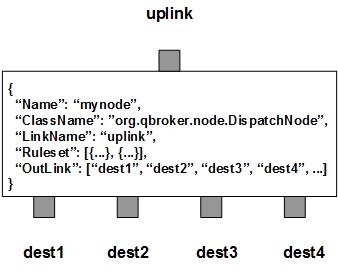 uplink
{
“Name”: “mynode”,
“ClassName”: ”org.qbroker.node.DispatchNode”,
“LinkName”: “uplink”,
“Ruleset”: [{...}, {...}],
“OutLink”: [“dest1”, “dest2”, “dest3”, “dest4”, ...]
}
dest1 dest2 dest3 dest4